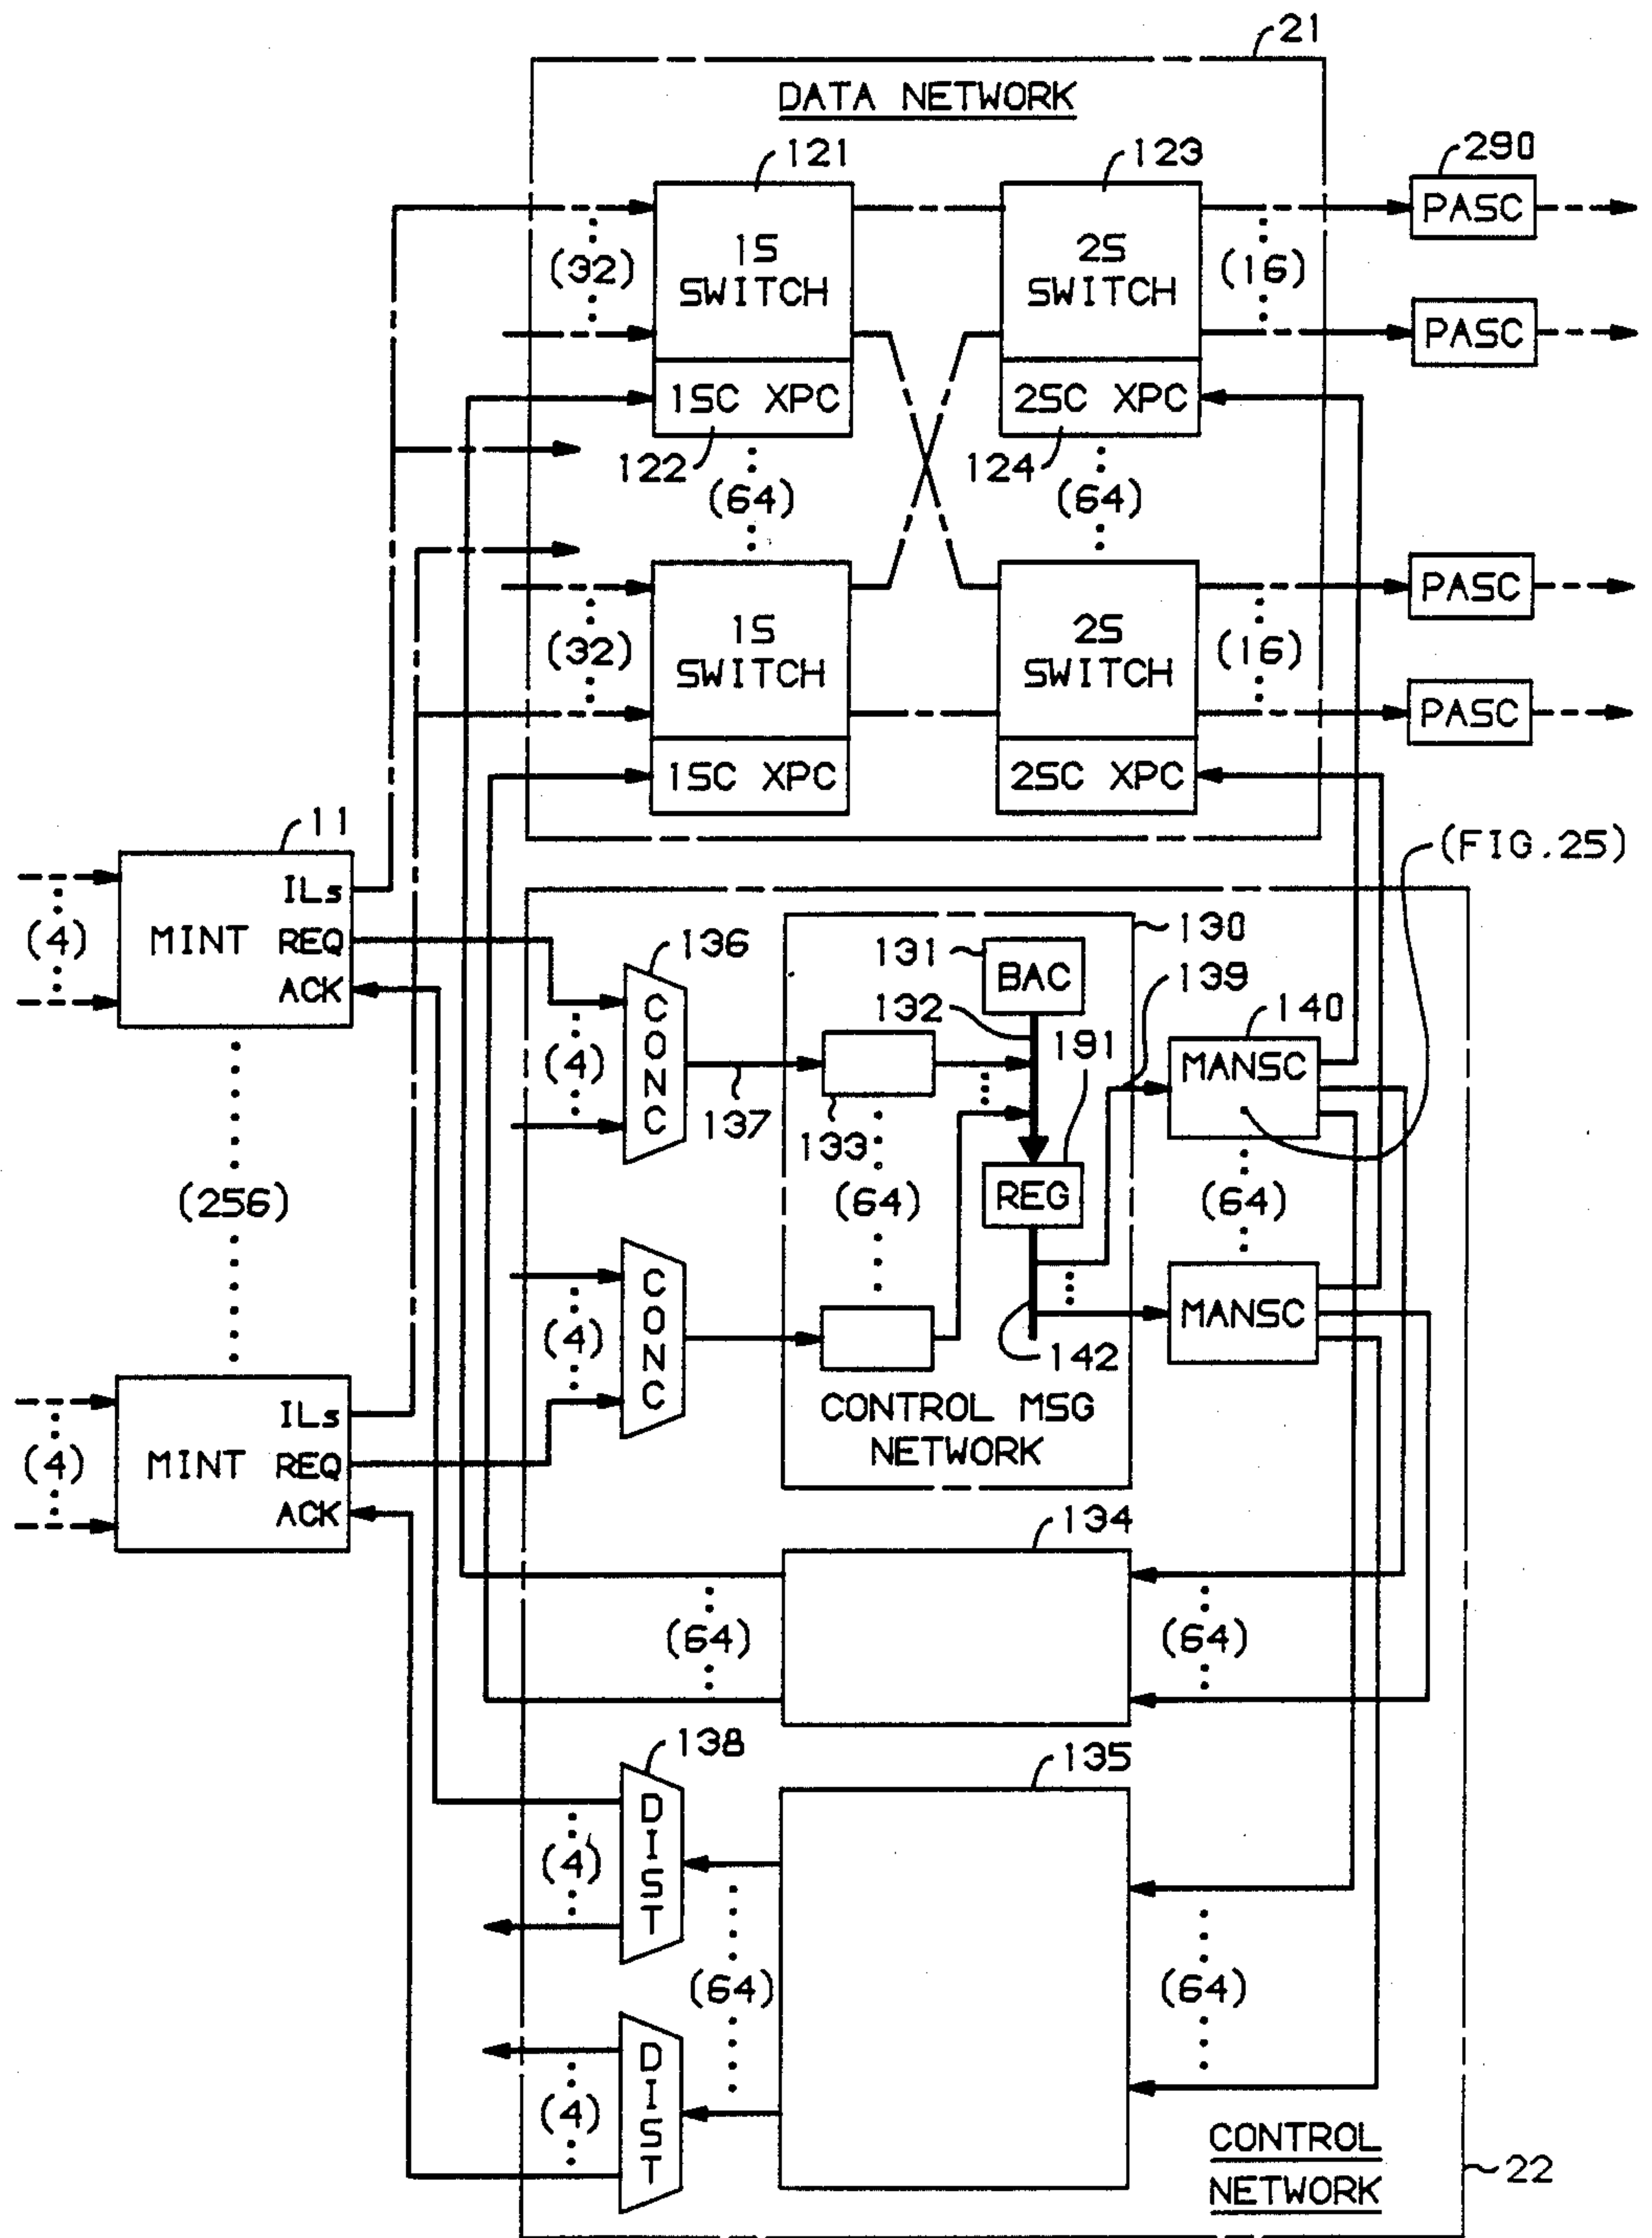 21
DATA NETWORK
121
123
290
1S
SWITCH
2S
SWITCH
(32)
(16)
PASC
PASC
1SC XPC
2SC XPC
122
124
(64)
(64)
1S
SWITCH
2S
SWITCH
(32)
(16)
PASC
PASC
1SC XPC
2SC XPC
11
(FIG.25)
(4)
MINT
ILs
REQ
ACK
136
CONC
(4)
137
130
131
BAC
132
139
191
133
(64)
REG
140
MANSC
(64)
(256)
CONC
(4)
142
MANSC
CONTROL MSG
NETWORK
(4)
MINT
ILs
REQ
ACK
134
(64)
(64)
138
DIST
(4)
135
(64)
(64)
DIST
(4)
CONTROL
NETWORK
22